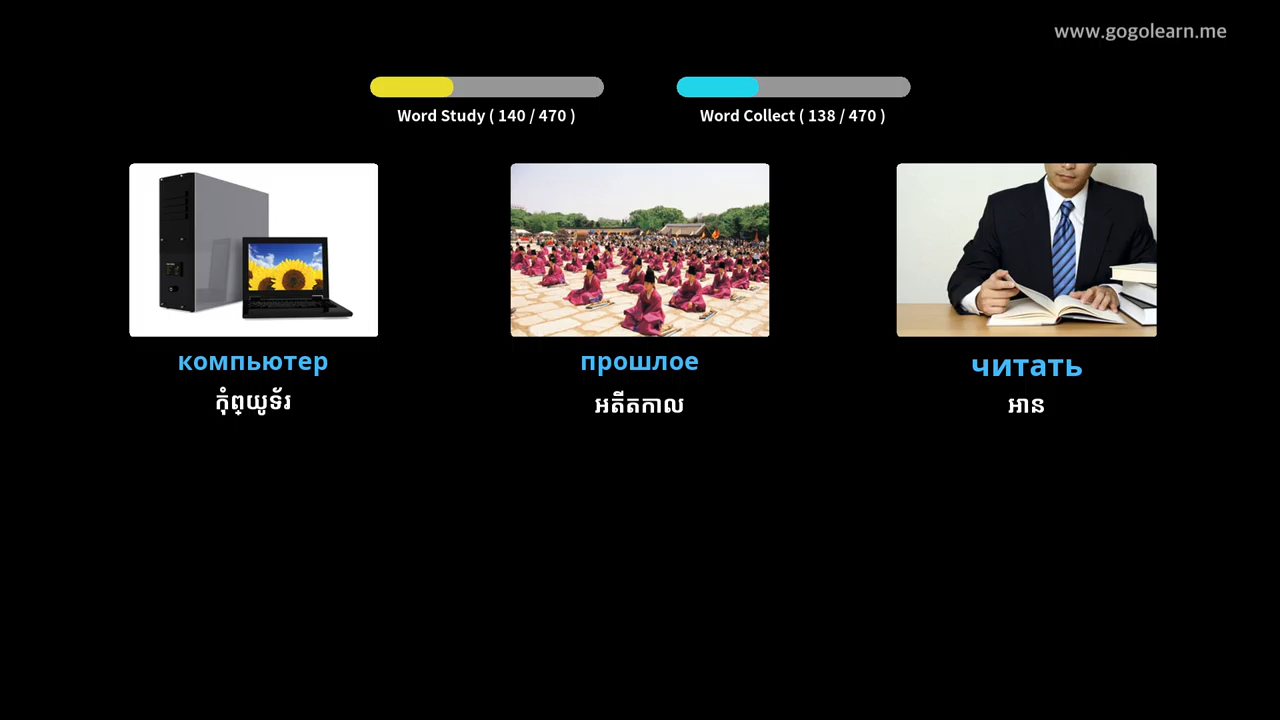 www.gogolearn.me
Word Study ( 140 / 470 )
Word Collect ( 138 / 470 )
компьютер
прошлое
читать
កុំព្យូទ័រ
អតីតកាល
អាន